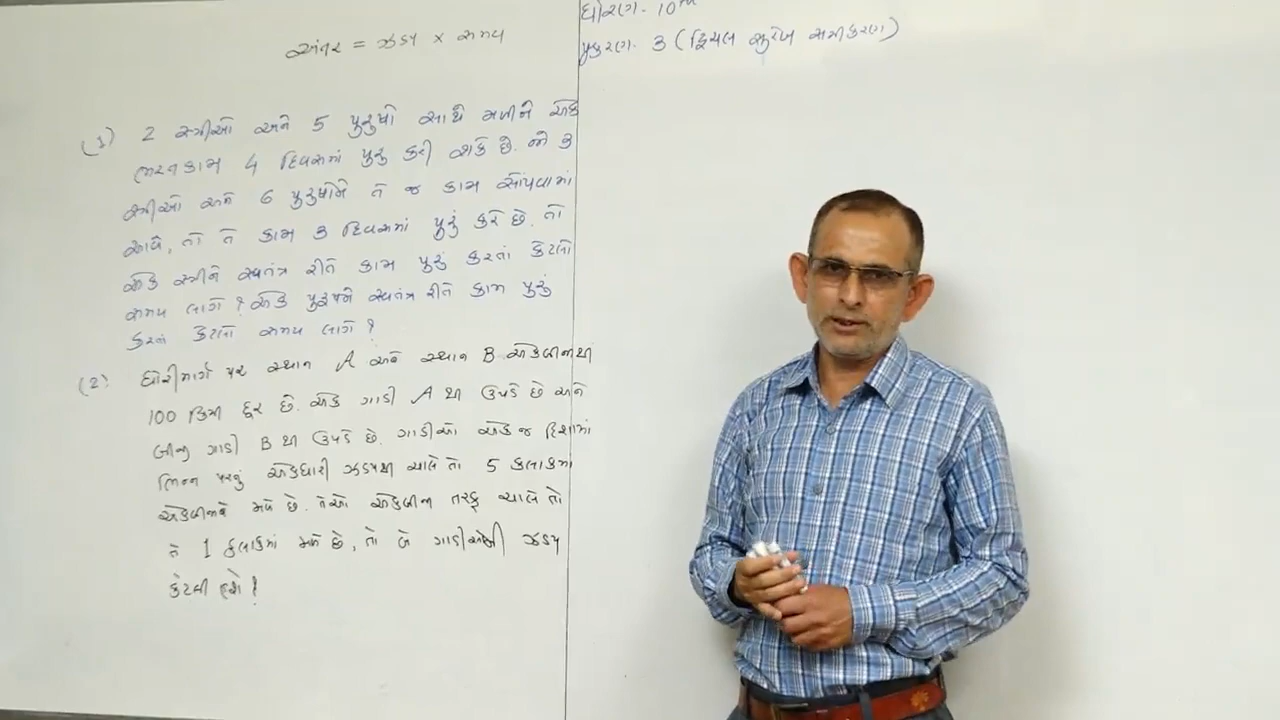 ધોરણ. 10th
પ્રકરણ. 3 (દ્વિચલ સુરેખ સમીકરણ)
અંતર = ઝડપ × સમય
(1) 2 સ્ત્રીઓ અને 5 પુરુષો સાથે મળીને એક
ભરતકામ 4 દિવસમાં પુરું કરી શકે છે. જો 3
સ્ત્રીઓ અને 6 પુરુષોને તે જ કામ સોંપવામાં
આવે, તો તે કામ 3 દિવસમાં પુરું કરે છે. તો
એક સ્ત્રીને સ્વતંત્ર રીતે કામ પુરું કરતાં કેટલો
સમય લાગે ? એક પુરુષને સ્વતંત્ર રીતે કામ પુરું
કરતાં કેટલો સમય લાગે ?
(2) ધોરીમાર્ગ પર સ્થાન A અને સ્થાન B એકબીજાથી
100 કિમી દૂર છે. એક ગાડી A થી ઉપડે છે અને
બીજી ગાડી B થી ઉપડે છે. ગાડીઓ એક જ દિશામાં
ભિન્ન પરંતુ એકધારી ઝડપથી ચાલે તો 5 કલાકમાં
એકબીજાને મળે છે. તેઓ એકબીજા તરફ ચાલે તો
તે 1 કલાકમાં મળે છે, તો બે ગાડીઓની ઝડપ
કેટલી હશે ?